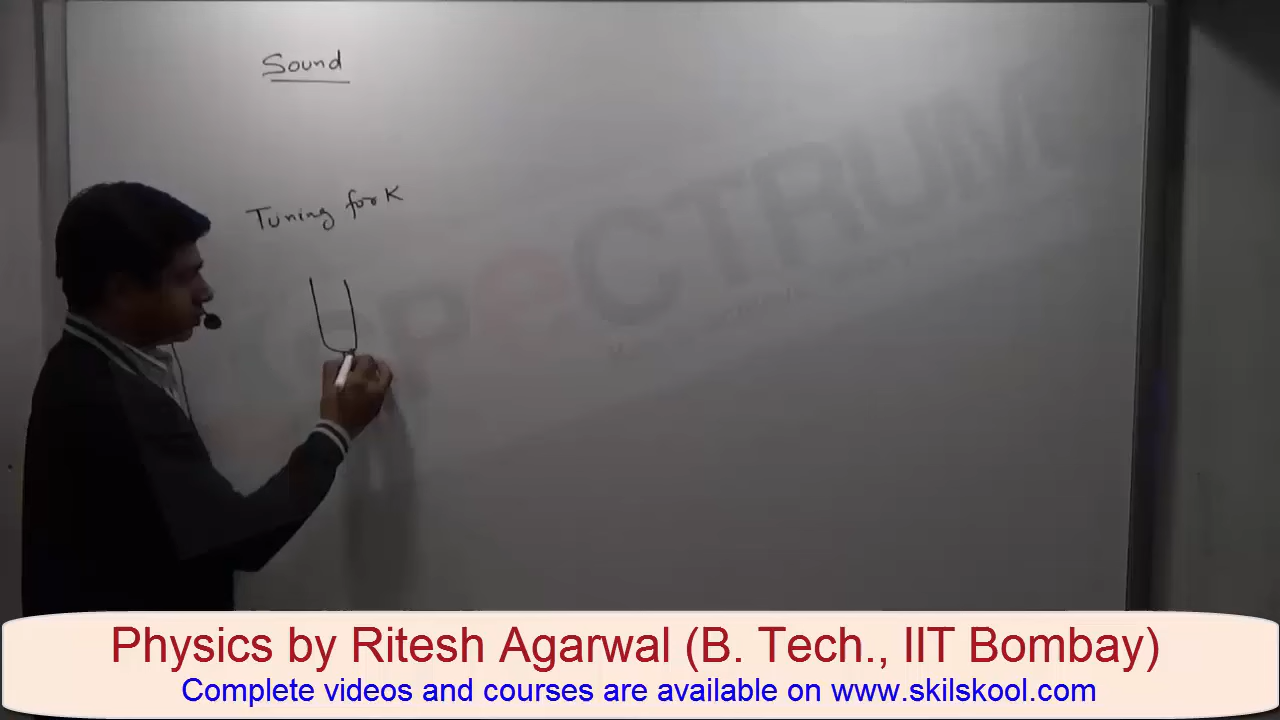 Sound
Tuning fork
SPeCTRUM
Physics by Ritesh Agarwal (B. Tech., IIT Bombay)
Complete videos and courses are available on www.skilskool.com